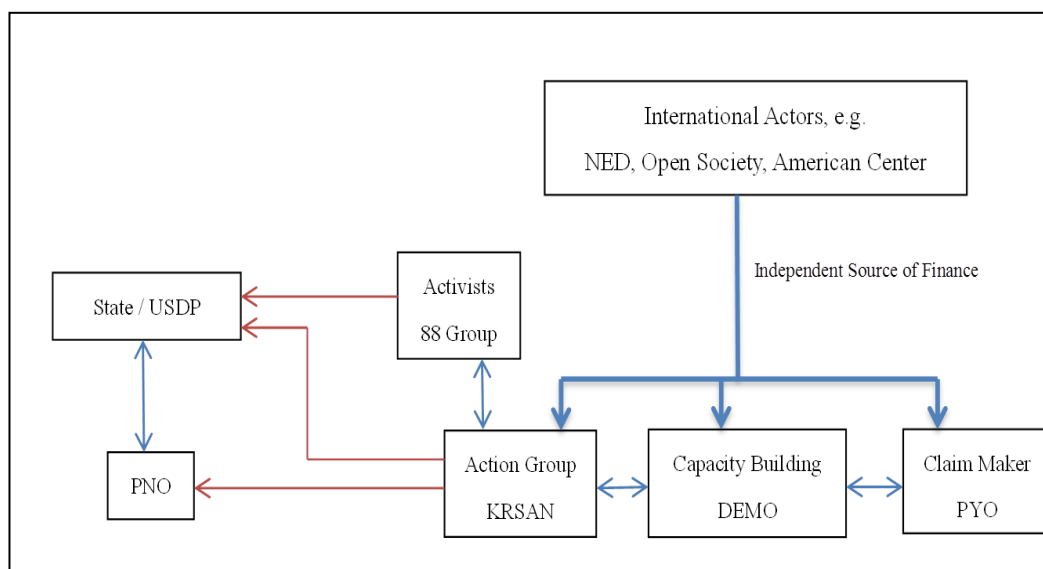 International Actors, e.g.
NED, Open Society, American Center
Independent Source of Finance
State / USDP
Activists
88 Group
PNO
Action Group
KRSAN
Capacity Building
DEMO
Claim Maker
PYO